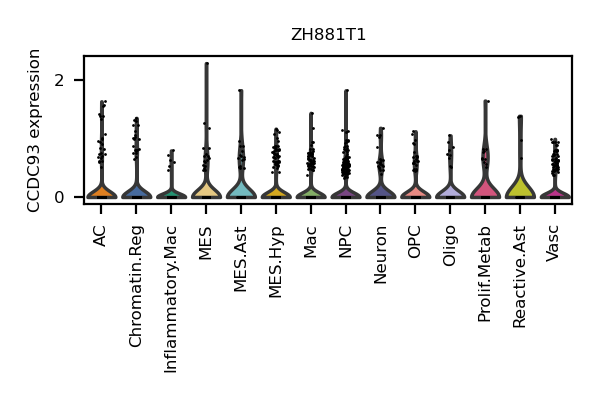 ZH881T1
CCDC93 expression
2
0
AC
Chromatin.Reg
Inflammatory.Mac
MES
MES.Ast
MES.Hyp
Mac
NPC
Neuron
OPC
Oligo
Prolif.Metab
Reactive.Ast
Vasc